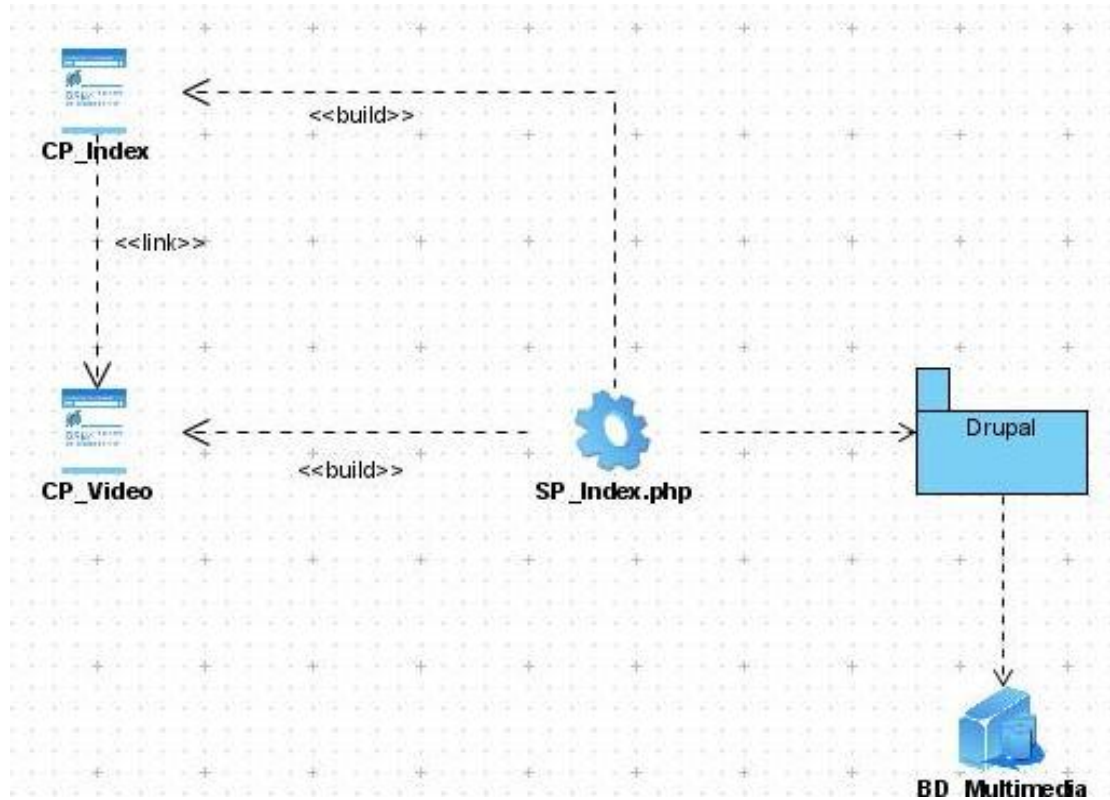 <<build>>
CP_Index
<<link>>
Drupal
<<build>>
CP_Video
SP_Index.php
BD_Multimedia